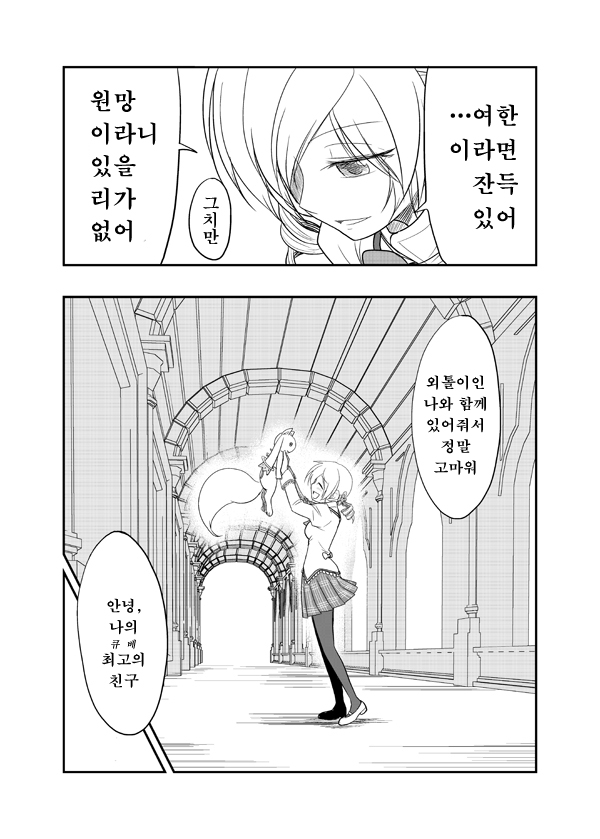 …여한
이라면
잔득
있어
그치만
원망
이라니
있을
리가
없어
외톨이인
나와 함께
있어줘서
정말
고마워
안녕,
나의
큐베
최고의
친구